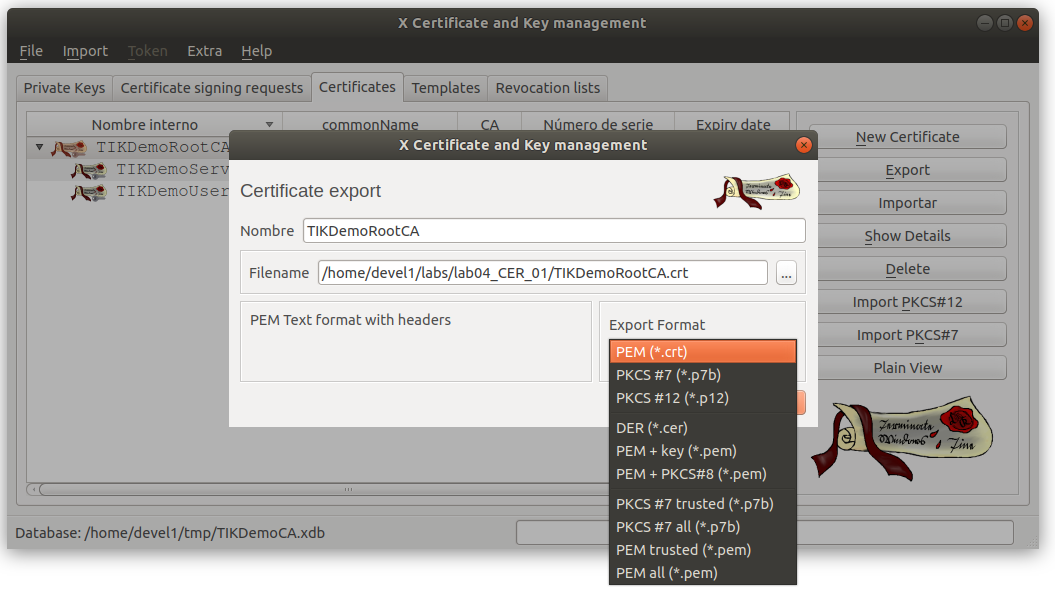 X Certificate and Key management
File Import Token Extra Help
Private Keys Certificate signing requests Certificates Templates Revocation lists
Nombre interno commonName CA Número de serie Expiry date
TIKDemoRootCA
TIKDemoServ
TIKDemoUser
New Certificate
Export
Importar
Show Details
Delete
Import PKCS#12
Import PKCS#7
Plain View
X Certificate and Key management
Certificate export
Nombre TIKDemoRootCA
Filename /home/devel1/labs/lab04_CER_01/TIKDemoRootCA.crt ...
PEM Text format with headers
Export Format
PEM (*.crt)
PKCS #7 (*.p7b)
PKCS #12 (*.p12)
DER (*.cer)
PEM + key (*.pem)
PEM + PKCS#8 (*.pem)
PKCS #7 trusted (*.p7b)
PKCS #7 all (*.p7b)
PEM trusted (*.pem)
PEM all (*.pem)
Database: /home/devel1/tmp/TIKDemoCA.xdb